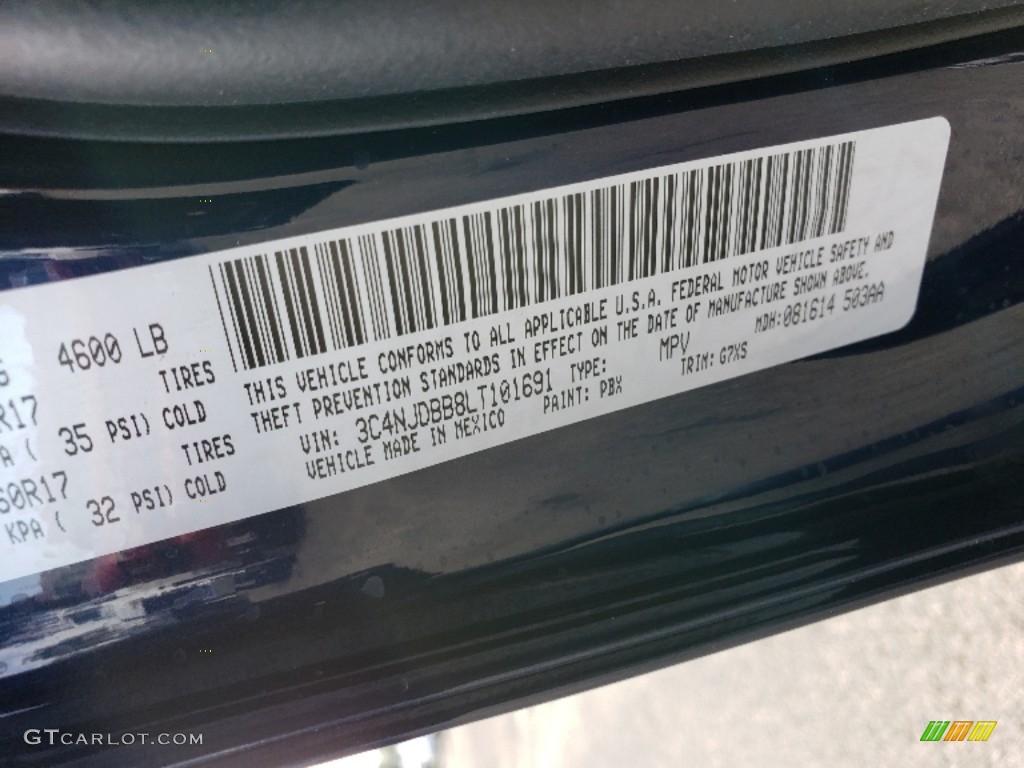 4600 LB
TIRES
R17
35 PSI) COLD
TIRES
60R17
KPA ( 32 PSI) COLD
THIS VEHICLE CONFORMS TO ALL APPLICABLE U.S.A. FEDERAL MOTOR VEHICLE SAFETY AND
THEFT PREVENTION STANDARDS IN EFFECT ON THE DATE OF MANUFACTURE SHOWN ABOVE.
VIN: 3C4NJDBB8LT101691 TYPE: MPV MDH:081614 503AA
VEHICLE MADE IN MEXICO PAINT: PBX TRIM: G7XS
GTCARLOT.COM